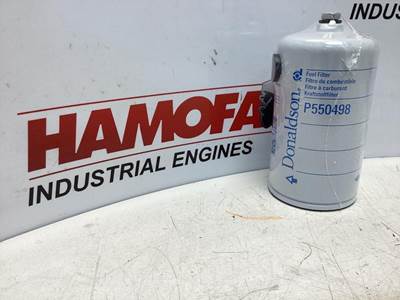 INDUS
HAMOFA
INDUSTRIAL ENGINES
Donaldson
Fuel Filter
Filtro de combustible
Filtre à carburant
Kraftstofffilter
P550498